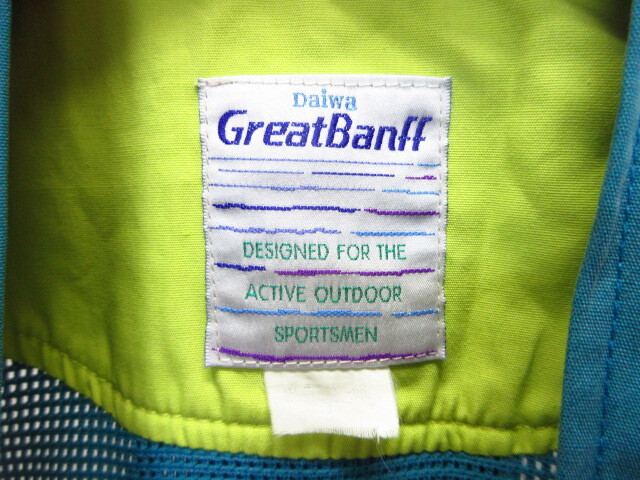 Daiwa
GreatBanff
DESIGNED FOR THE
ACTIVE OUTDOOR
SPORTSMEN